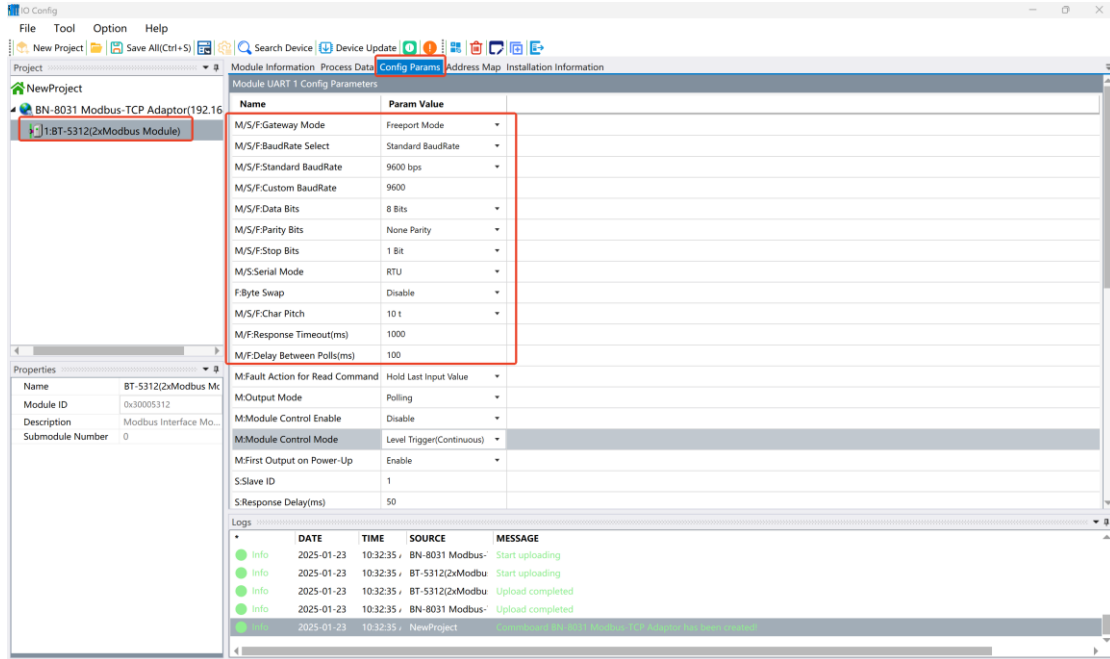 IO Config
File Tool Option Help
New Project Save All(Ctrl+S) Search Device Device Update
Project
NewProject
BN-8031 Modbus-TCP Adaptor(192.16
1:BT-5312(2xModbus Module)
Properties
Name BT-5312(2xModbus Mc
Module ID 0x30005312
Description Modbus Interface Mo...
Submodule Number 0
Module Information Process Data Config Params Address Map Installation Information
Module UART 1 Config Parameters
Name Param Value
M/S/F:Gateway Mode Freeport Mode
M/S/F:BaudRate Select Standard BaudRate
M/S/F:Standard BaudRate 9600 bps
M/S/F:Custom BaudRate 9600
M/S/F:Data Bits 8 Bits
M/S/F:Parity Bits None Parity
M/S/F:Stop Bits 1 Bit
M/S:Serial Mode RTU
F:Byte Swap Disable
M/S/F:Char Pitch 10 t
M/F:Response Timeout(ms) 1000
M/F:Delay Between Polls(ms) 100
M:Fault Action for Read Command Hold Last Input Value
M:Output Mode Polling
M:Module Control Enable Disable
M:Module Control Mode Level Trigger(Continuous)
M:First Output on Power-Up Enable
S:Slave ID 1
S:Response Delay(ms) 50
Logs
* DATE TIME SOURCE MESSAGE
Info 2025-01-23 10:32:35 BN-8031 Modbus- Start uploading
Info 2025-01-23 10:32:35 BT-5312(2xModbu: Start uploading
Info 2025-01-23 10:32:35 BT-5312(2xModbu: Upload completed
Info 2025-01-23 10:32:35 BN-8031 Modbus- Upload completed
Info 2025-01-23 10:32:35 NewProject Commboard BN-8031 Modbus-TCP Adaptor has been created!